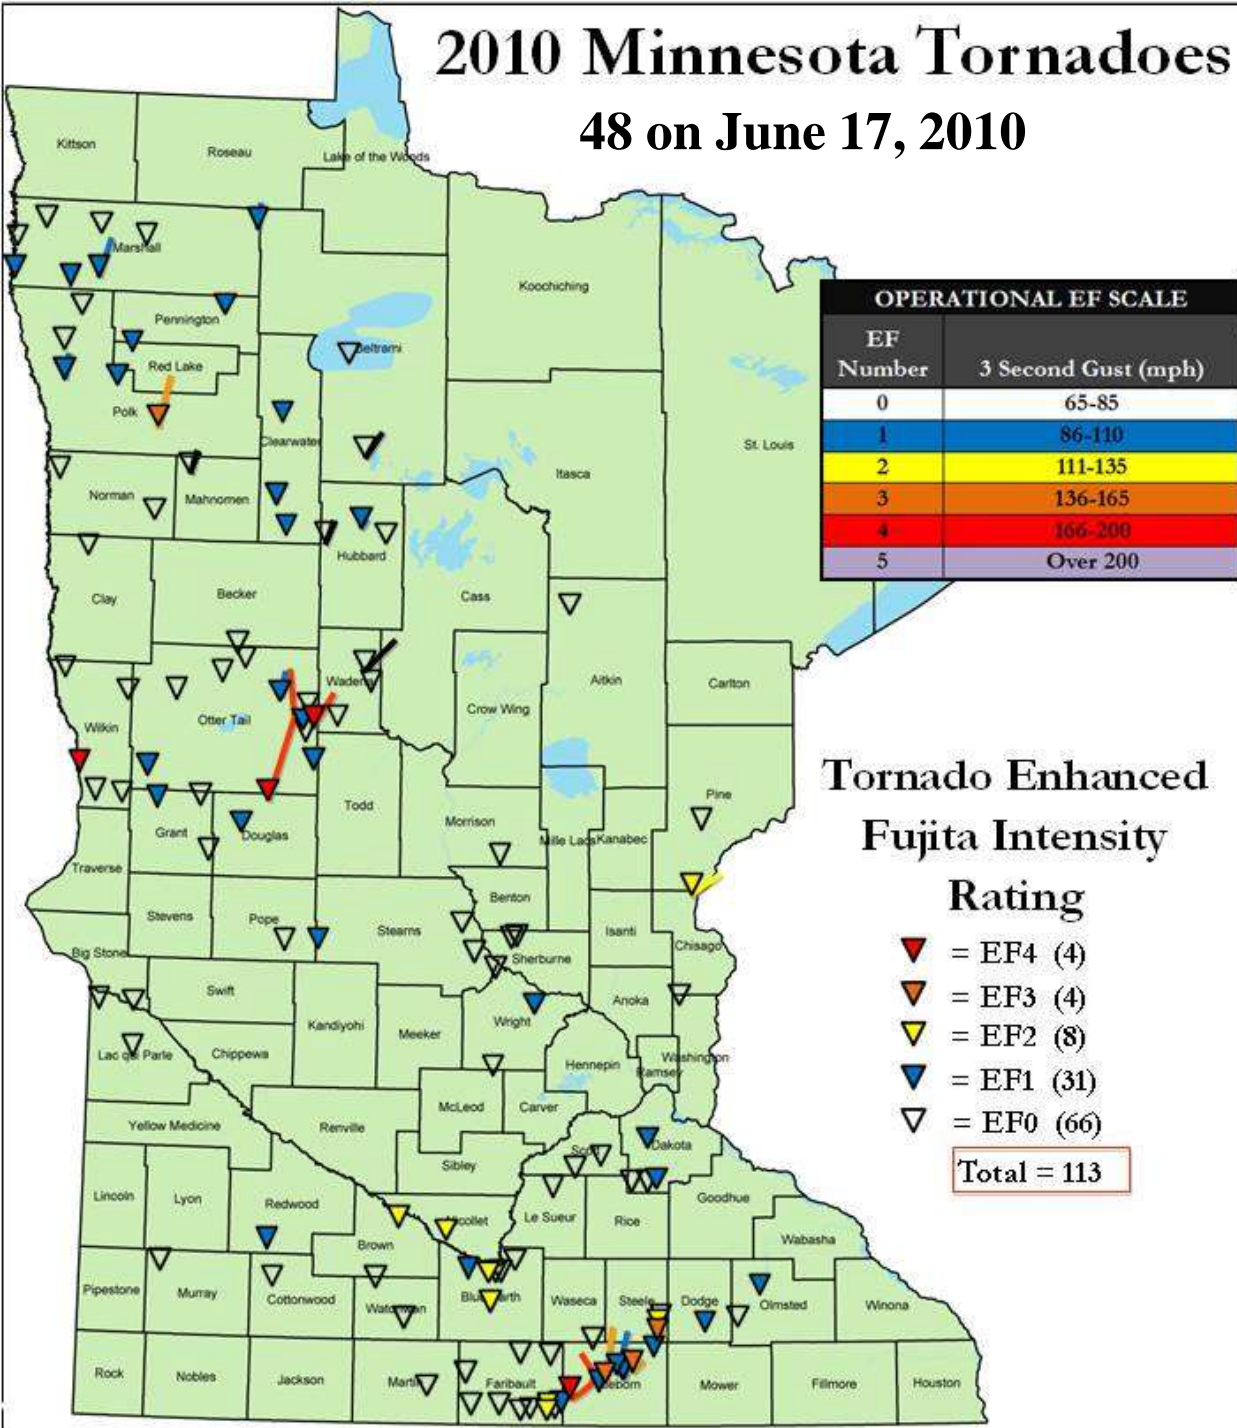 2010 Minnesota Tornadoes
48 on June 17, 2010
Kittson
Roseau
Lake of the Woods
Marshall
Koochiching
Pennington
Beltrami
Red Lake
Polk
Clearwater
St. Louis
Itasca
Norman
Mahnomen
Hubbard
Clay
Becker
Cass
Wadena
Aitkin
Carlton
Crow Wing
Otter Tail
Wilkin
Pine
Todd
Morrison
Grant
Douglas
Mille Lacs
Kanabec
Traverse
Benton
Stevens
Pope
Stearns
Isanti
Chisago
Big Stone
Sherburne
Swift
Anoka
Kandiyohi
Meeker
Wright
Lac qui Parle
Chippewa
Hennepin
Washington
Ramsey
McLeod
Carver
Yellow Medicine
Renville
Dakota
Scott
Sibley
Lincoln
Lyon
Redwood
Goodhue
Nicollet
Le Sueur
Rice
Brown
Wabasha
Pipestone
Murray
Cottonwood
Watonwan
Blue Earth
Waseca
Steele
Dodge
Olmsted
Winona
Rock
Nobles
Jackson
Martin
Faribault
Freeborn
Mower
Fillmore
Houston
OPERATIONAL EF SCALE
EF Number 3 Second Gust (mph)
0 65-85
1 86-110
2 111-135
3 136-165
4 166-200
5 Over 200
Tornado Enhanced
Fujita Intensity
Rating
= EF4 (4)
= EF3 (4)
= EF2 (8)
= EF1 (31)
= EF0 (66)
Total = 113